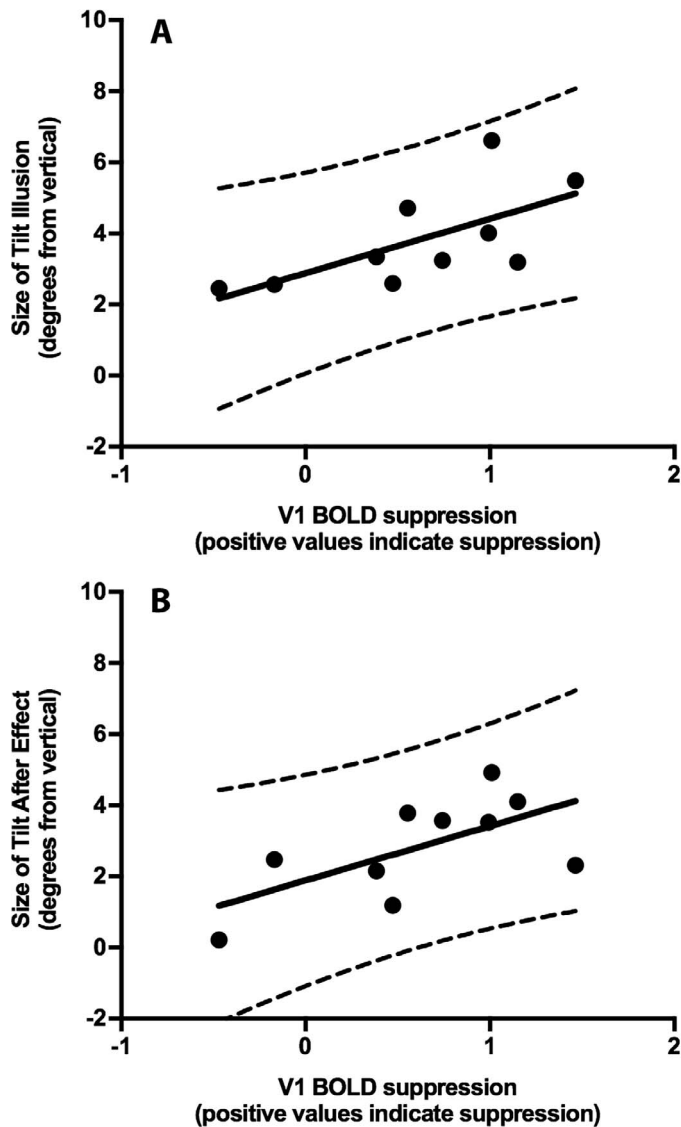 A
10
8
6
4
2
0
-2
-1
0
1
2
Size of Tilt Illusion
(degrees from vertical)
V1 BOLD suppression
(positive values indicate suppression)
B
10
8
6
4
2
0
-2
-1
0
1
2
Size of Tilt After Effect
(degrees from vertical)
V1 BOLD suppression
(positive values indicate suppression)